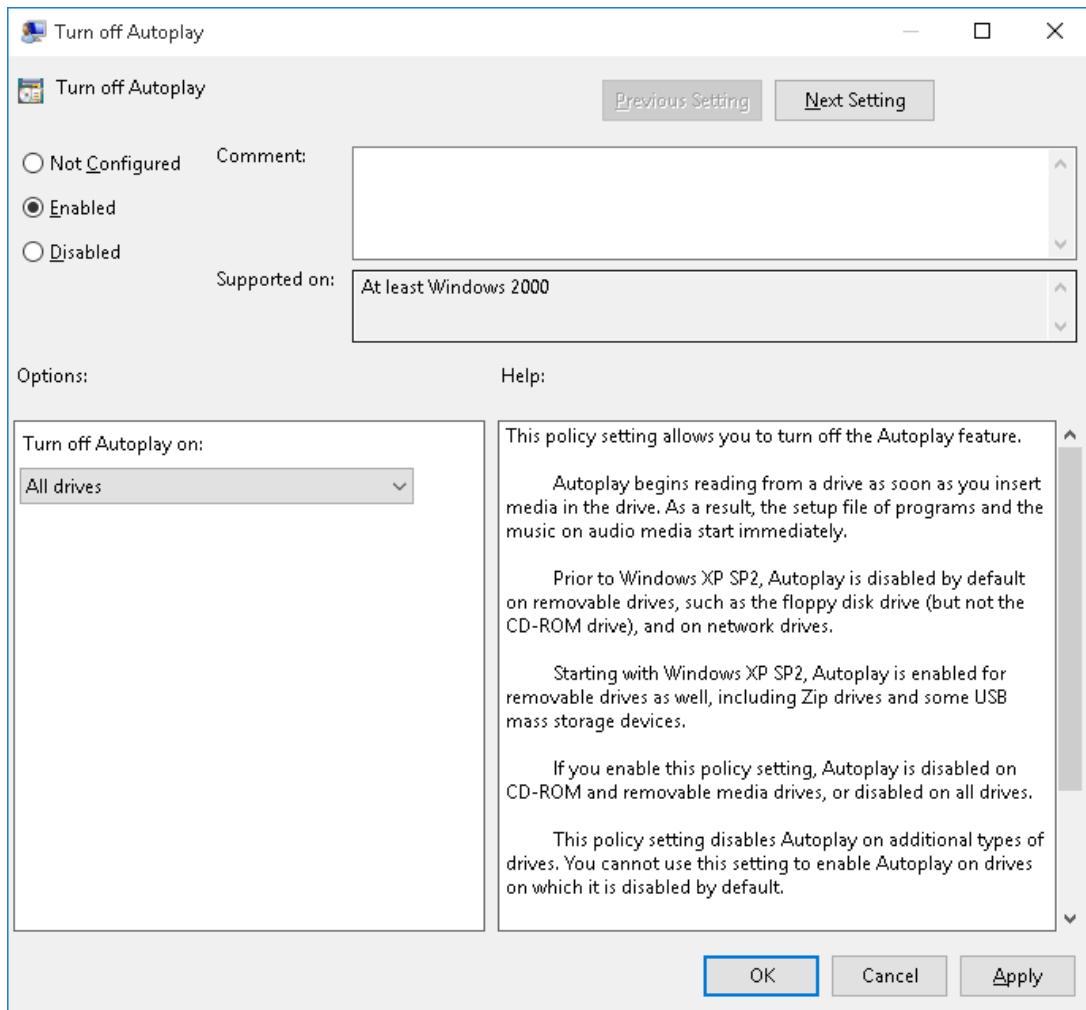 Turn off Autoplay
Turn off Autoplay
Previous Setting
Next Setting
Not Configured
Comment:
Enabled
Disabled
Supported on:
At least Windows 2000
Options:
Help:
Turn off Autoplay on:
All drives
This policy setting allows you to turn off the Autoplay feature.
Autoplay begins reading from a drive as soon as you insert
media in the drive. As a result, the setup file of programs and the
music on audio media start immediately.
Prior to Windows XP SP2, Autoplay is disabled by default
on removable drives, such as the floppy disk drive (but not the
CD-ROM drive), and on network drives.
Starting with Windows XP SP2, Autoplay is enabled for
removable drives as well, including Zip drives and some USB
mass storage devices.
If you enable this policy setting, Autoplay is disabled on
CD-ROM and removable media drives, or disabled on all drives.
This policy setting disables Autoplay on additional types of
drives. You cannot use this setting to enable Autoplay on drives
on which it is disabled by default.
OK
Cancel
Apply